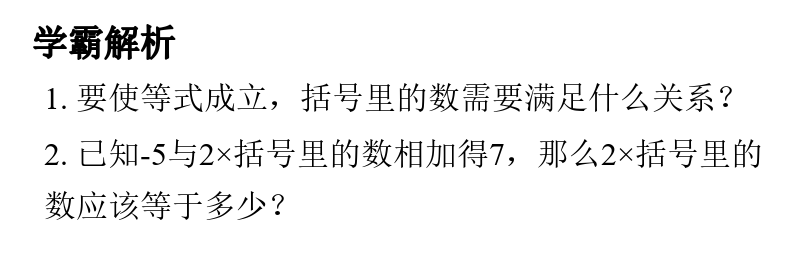 学霸解析
1. 要使等式成立，括号里的数需要满足什么关系？
2. 已知-5与2×括号里的数相加得7，那么2×括号里的
数应该等于多少？